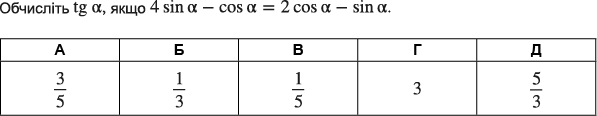 Обчисліть tg α, якщо 4 sin α − cos α = 2 cos α − sin α.
А Б В Г Д
3/5 1/3 1/5 3 5/3